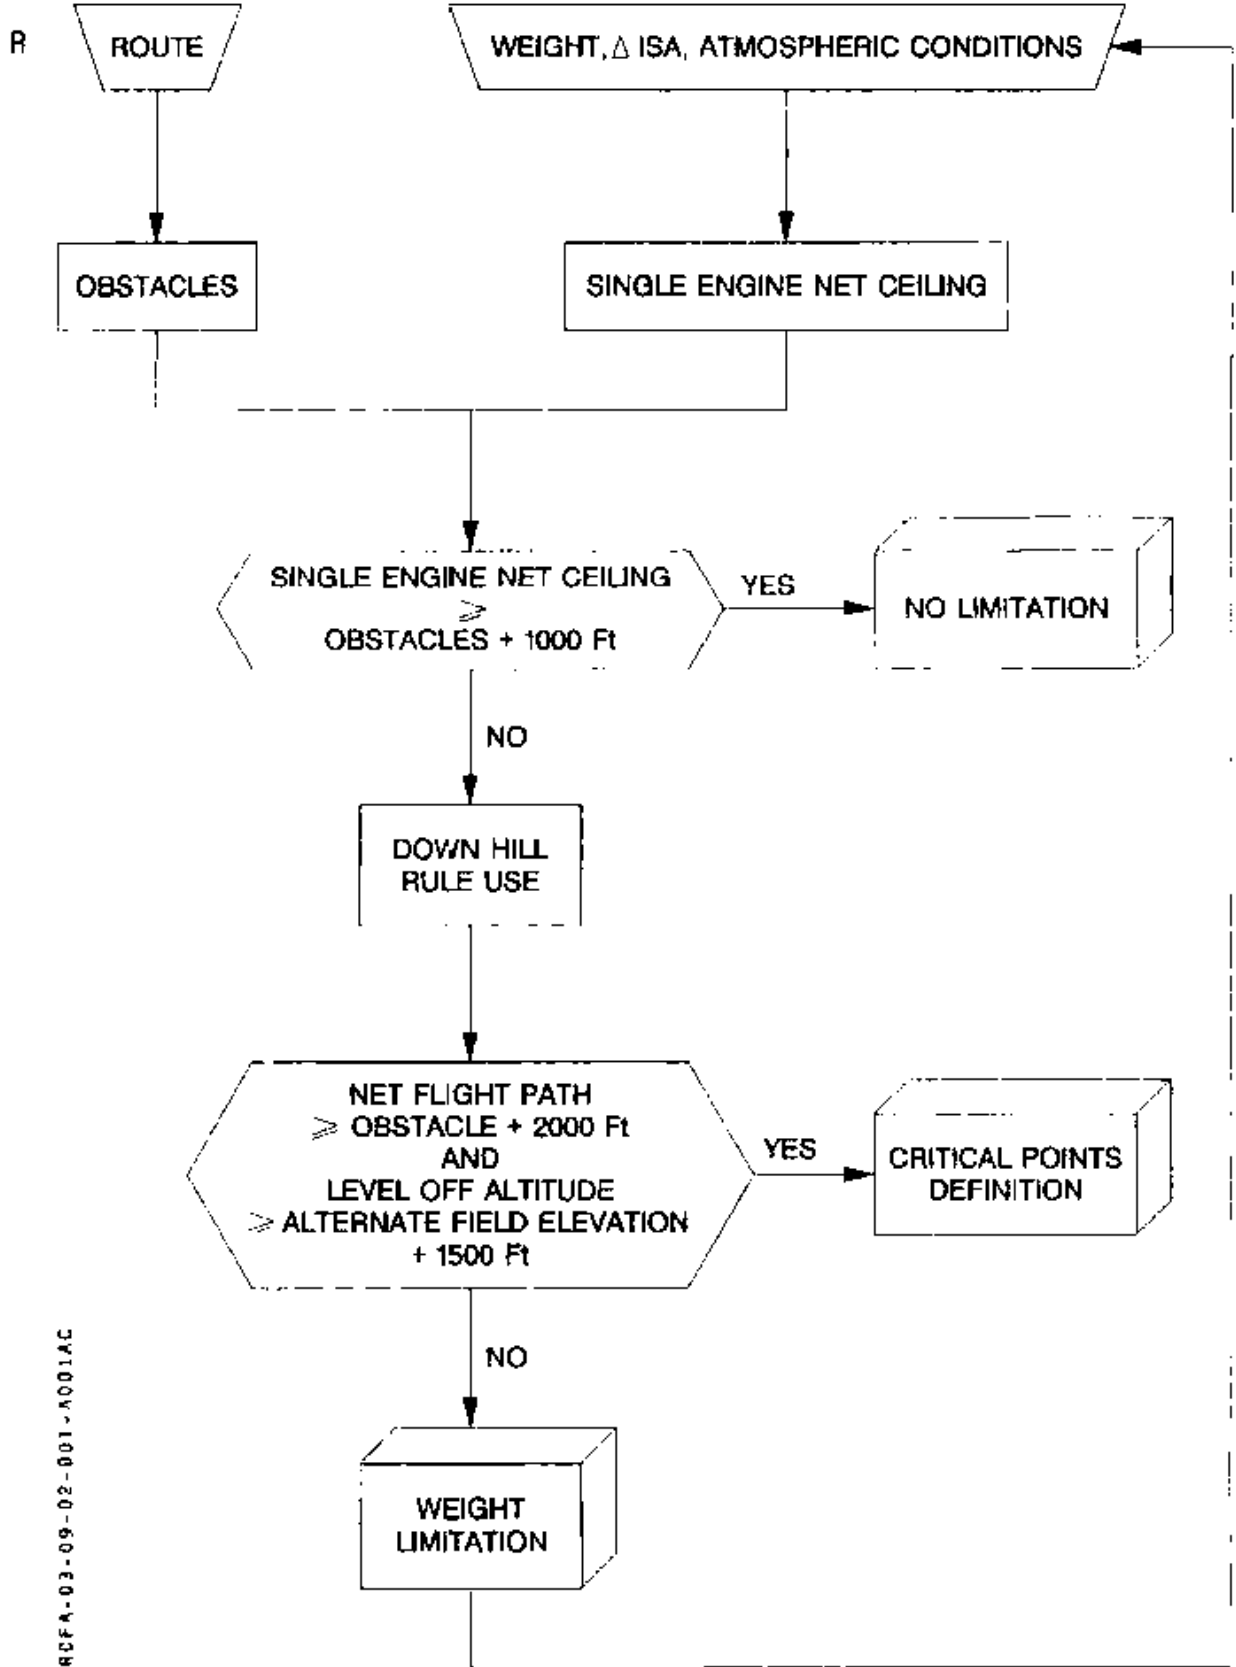 R
ROUTE
WEIGHT, Δ ISA, ATMOSPHERIC CONDITIONS
OBSTACLES
SINGLE ENGINE NET CEILING
SINGLE ENGINE NET CEILING
⩾
OBSTACLES + 1000 Ft
YES
NO LIMITATION
NO
DOWN HILL
RULE USE
NET FLIGHT PATH
⩾ OBSTACLE + 2000 Ft
AND
LEVEL OFF ALTITUDE
⩾ ALTERNATE FIELD ELEVATION
+ 1500 Ft
YES
CRITICAL POINTS
DEFINITION
NO
WEIGHT
LIMITATION